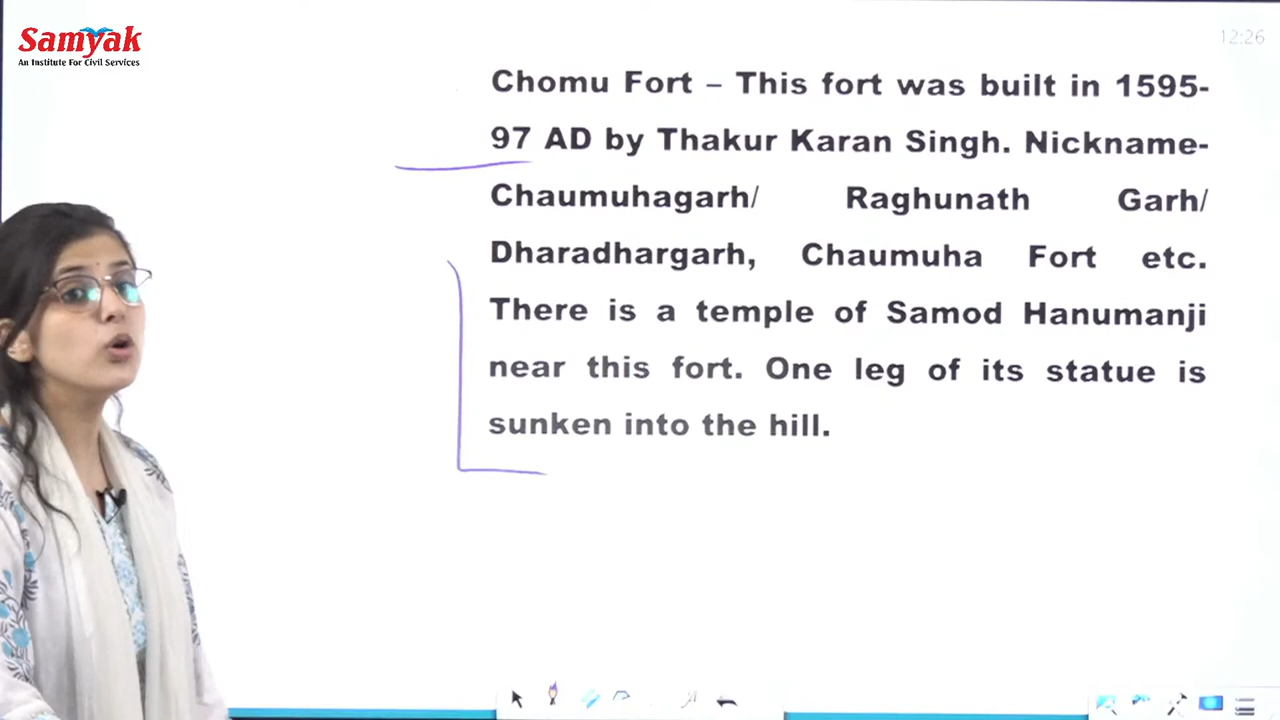 Samyak
An Institute For Civil Services
12:26
Chomu Fort – This fort was built in 1595-
97 AD by Thakur Karan Singh. Nickname-
Chaumuhagarh/ Raghunath Garh/
Dharadhargarh, Chaumuha Fort etc.
There is a temple of Samod Hanumanji
near this fort. One leg of its statue is
sunken into the hill.